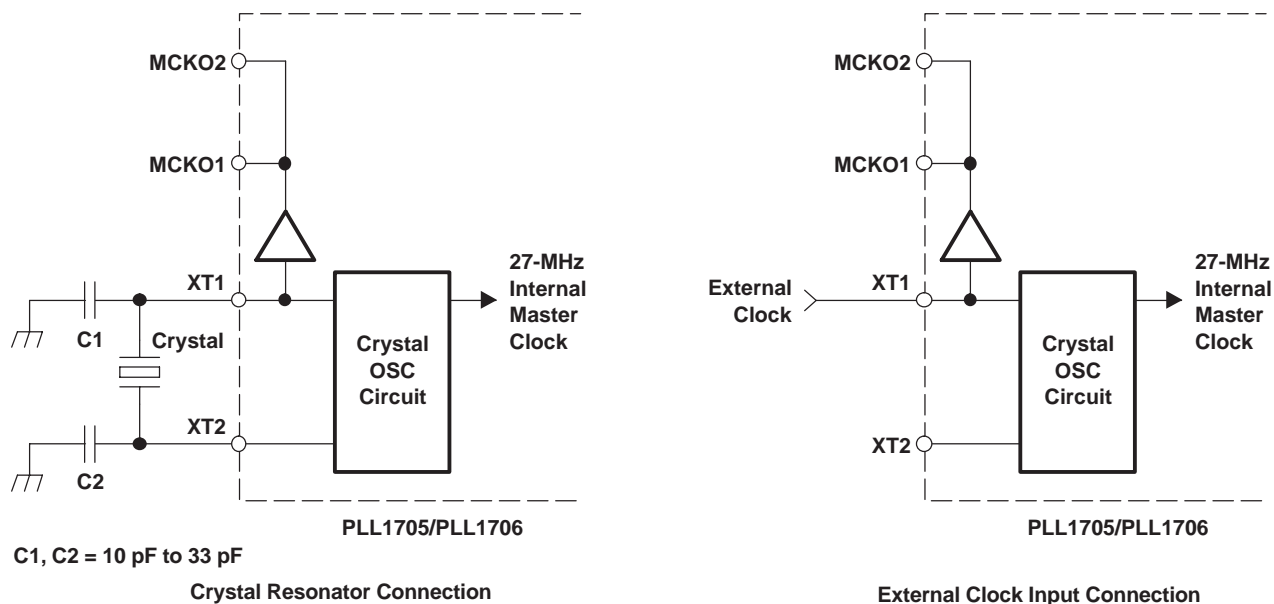 MCKO2
MCKO1
XT1
C1
Crystal
XT2
C2
Crystal
OSC
Circuit
27-MHz
Internal
Master
Clock
PLL1705/PLL1706
C1, C2 = 10 pF to 33 pF
Crystal Resonator Connection
MCKO2
MCKO1
External
Clock
XT1
XT2
Crystal
OSC
Circuit
27-MHz
Internal
Master
Clock
PLL1705/PLL1706
External Clock Input Connection